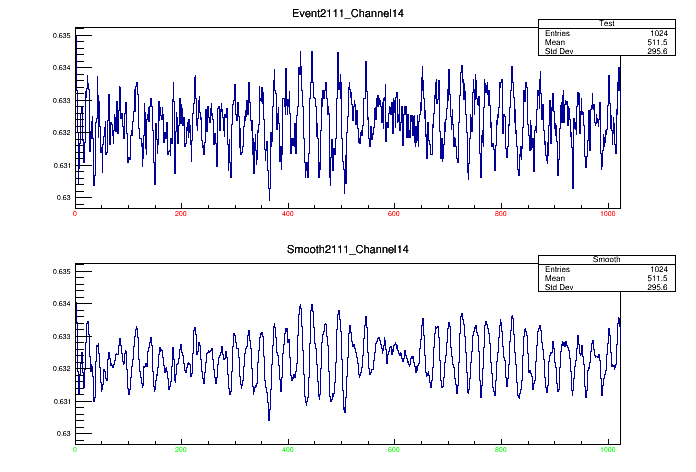 Event2111_Channel14
Test
Entries 1024
Mean 511.5
Std Dev 295.6
0.635
0.634
0.633
0.632
0.631
0.63
0 200 400 600 800 1000
Smooth2111_Channel14
Smooth
Entries 1024
Mean 511.5
Std Dev 295.6
0.635
0.634
0.633
0.632
0.631
0.63
0 200 400 600 800 1000